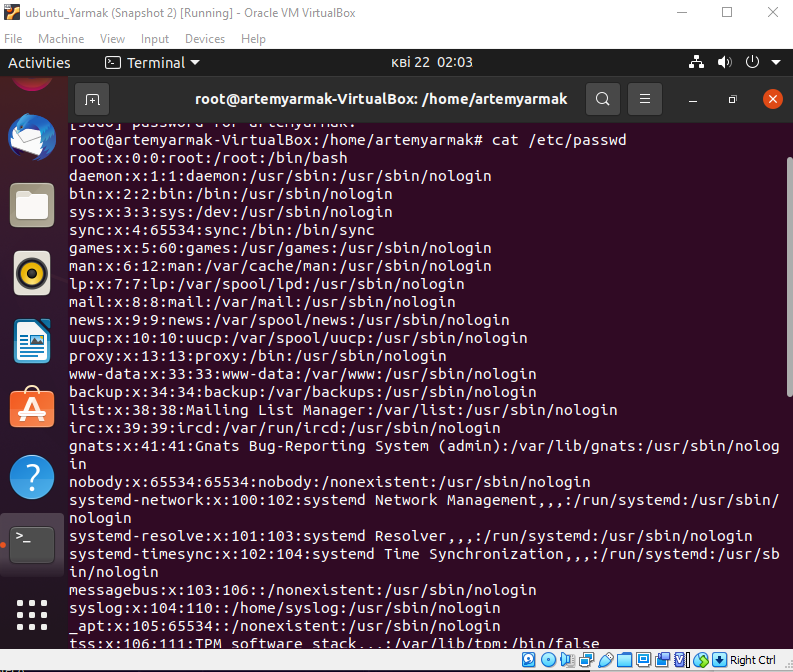 ubuntu_Yarmak (Snapshot 2) [Running] - Oracle VM VirtualBox
File Machine View Input Devices Help
Activities Terminal кві 22 02:03
root@artemyarmak-VirtualBox: /home/artemyarmak
[sudo] password for artemyarmak:
root@artemyarmak-VirtualBox:/home/artemyarmak# cat /etc/passwd
root:x:0:0:root:/root:/bin/bash
daemon:x:1:1:daemon:/usr/sbin:/usr/sbin/nologin
bin:x:2:2:bin:/bin:/usr/sbin/nologin
sys:x:3:3:sys:/dev:/usr/sbin/nologin
sync:x:4:65534:sync:/bin:/bin/sync
games:x:5:60:games:/usr/games:/usr/sbin/nologin
man:x:6:12:man:/var/cache/man:/usr/sbin/nologin
lp:x:7:7:lp:/var/spool/lpd:/usr/sbin/nologin
mail:x:8:8:mail:/var/mail:/usr/sbin/nologin
news:x:9:9:news:/var/spool/news:/usr/sbin/nologin
uucp:x:10:10:uucp:/var/spool/uucp:/usr/sbin/nologin
proxy:x:13:13:proxy:/bin:/usr/sbin/nologin
www-data:x:33:33:www-data:/var/www:/usr/sbin/nologin
backup:x:34:34:backup:/var/backups:/usr/sbin/nologin
list:x:38:38:Mailing List Manager:/var/list:/usr/sbin/nologin
irc:x:39:39:ircd:/var/run/ircd:/usr/sbin/nologin
gnats:x:41:41:Gnats Bug-Reporting System (admin):/var/lib/gnats:/usr/sbin/nolog
in
nobody:x:65534:65534:nobody:/nonexistent:/usr/sbin/nologin
systemd-network:x:100:102:systemd Network Management,,,:/run/systemd:/usr/sbin/
nologin
systemd-resolve:x:101:103:systemd Resolver,,,:/run/systemd:/usr/sbin/nologin
systemd-timesync:x:102:104:systemd Time Synchronization,,,:/run/systemd:/usr/sb
in/nologin
messagebus:x:103:106::/nonexistent:/usr/sbin/nologin
syslog:x:104:110::/home/syslog:/usr/sbin/nologin
_apt:x:105:65534::/nonexistent:/usr/sbin/nologin
tss:x:106:111:TPM software stack,,,:/var/lib/tpm:/bin/false
Right Ctrl